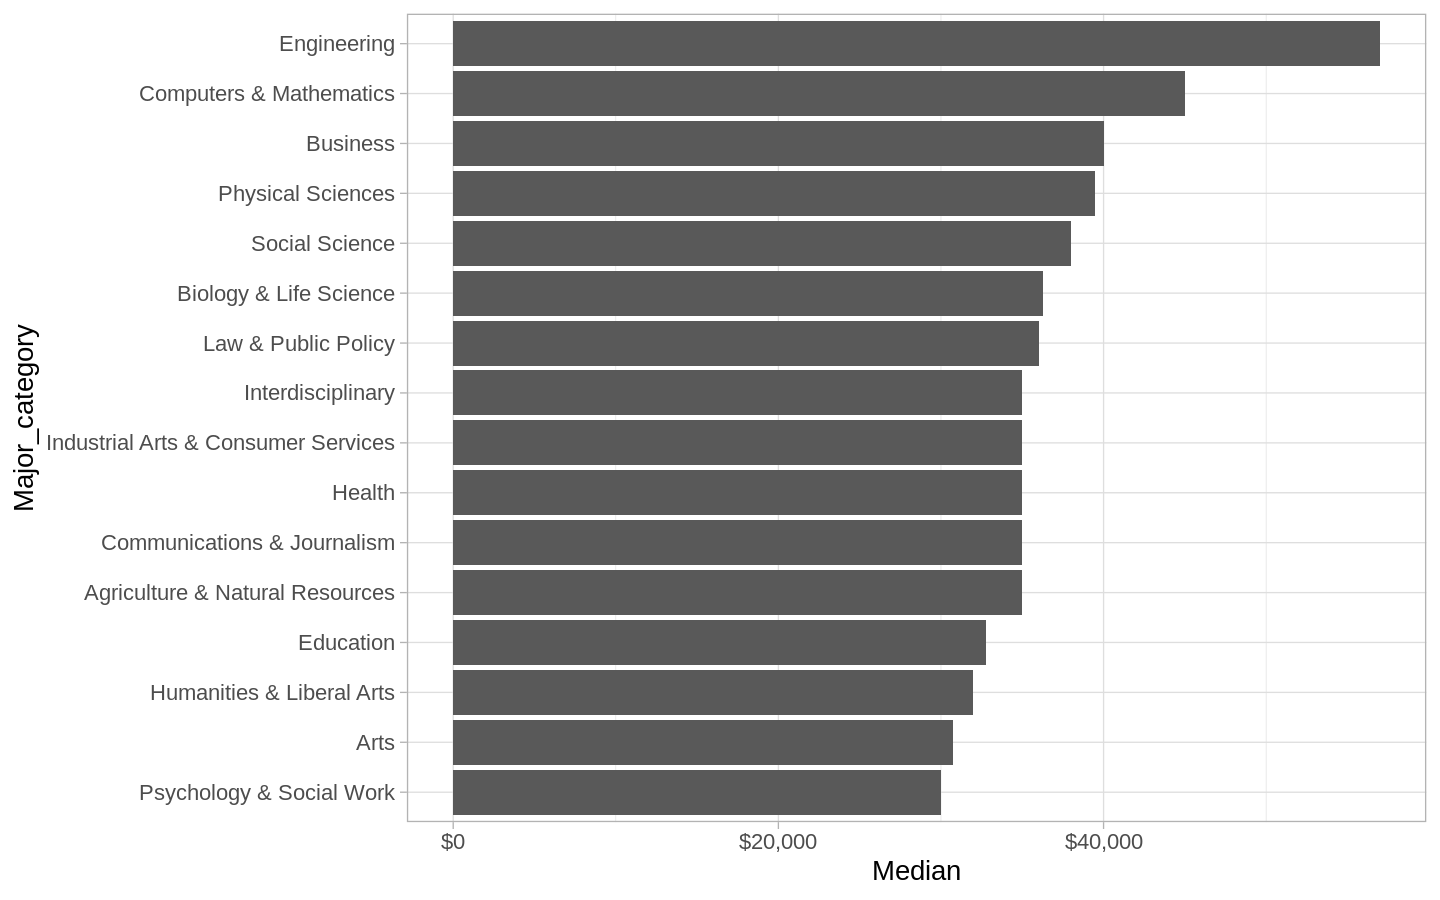 Engineering
Computers & Mathematics
Business
Physical Sciences
Social Science
Biology & Life Science
Law & Public Policy
Interdisciplinary
Industrial Arts & Consumer Services
Health
Communications & Journalism
Agriculture & Natural Resources
Education
Humanities & Liberal Arts
Arts
Psychology & Social Work
Major_category
$0 $20,000 $40,000
Median